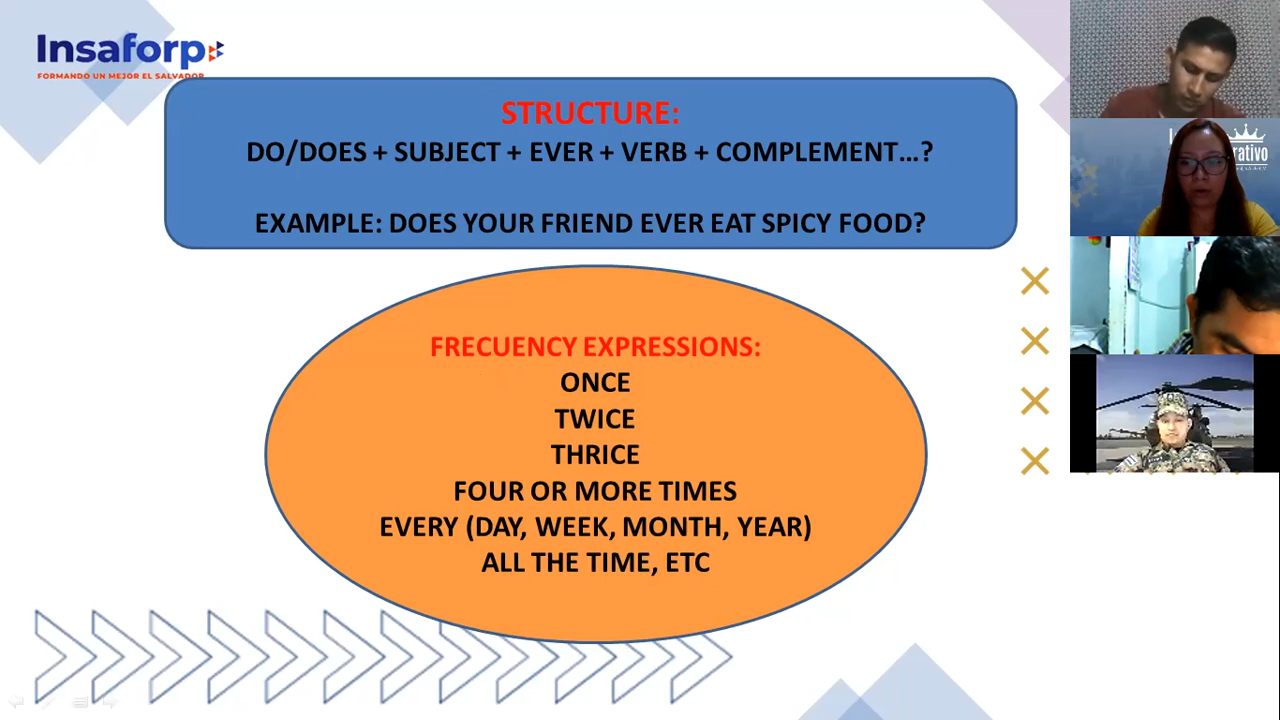 Insaforp
FORMANDO UN MEJOR EL SALVADOR
STRUCTURE:
DO/DOES + SUBJECT + EVER + VERB + COMPLEMENT...?
EXAMPLE: DOES YOUR FRIEND EVER EAT SPICY FOOD?
FRECUENCY EXPRESSIONS:
ONCE
TWICE
THRICE
FOUR OR MORE TIMES
EVERY (DAY, WEEK, MONTH, YEAR)
ALL THE TIME, ETC